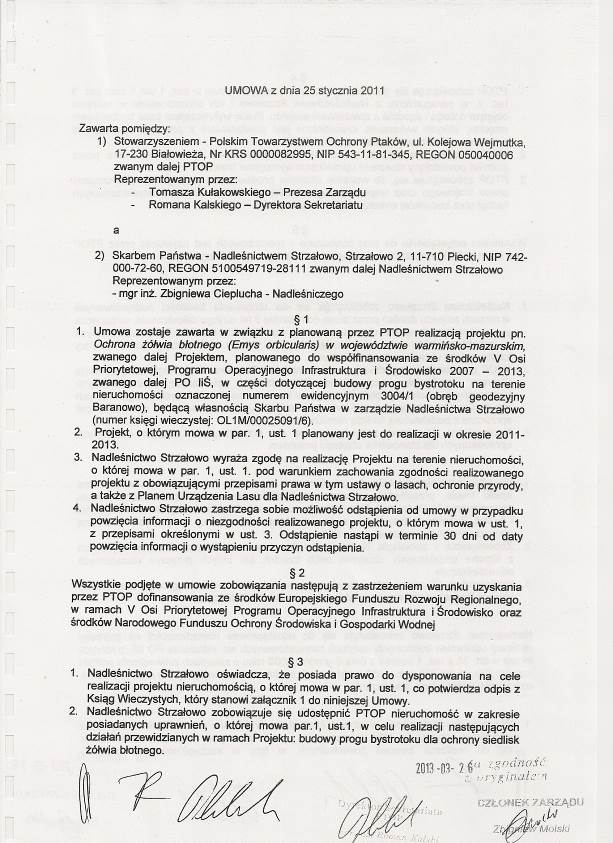 UMOWA z dnia 25 stycznia 2011
Zawarta pomiędzy:
1) Stowarzyszeniem - Polskim Towarzystwem Ochrony Ptaków, ul. Kolejowa Wejmutka,
17-230 Białowieża, Nr KRS 0000082995, NIP 543-11-81-345, REGON 050040006
zwanym dalej PTOP
Reprezentowanym przez:
- Tomasza Kułakowskiego – Prezesa Zarządu
- Romana Kalskiego – Dyrektora Sekretariatu
a
2) Skarbem Państwa - Nadleśnictwem Strzałowo, Strzałowo 2, 11-710 Piecki, NIP 742-
000-72-60, REGON 5100549719-28111 zwanym dalej Nadleśnictwem Strzałowo
Reprezentowanym przez:
- mgr inż. Zbigniewa Cieplucha - Nadleśniczego
§ 1
1. Umowa zostaje zawarta w związku z planowaną przez PTOP realizacją projektu pn.
Ochrona żółwia błotnego (Emys orbicularis) w województwie warmińsko-mazurskim,
zwanego dalej Projektem, planowanego do współfinansowania ze środków V Osi
Priorytetowej, Programu Operacyjnego Infrastruktura i Środowisko 2007 – 2013,
zwanego dalej PO IiŚ, w części dotyczącej budowy progu bystrotoku na terenie
nieruchomości oznaczonej numerem ewidencyjnym 3004/1 (obręb geodezyjny
Baranowo), będącą własnością Skarbu Państwa w zarządzie Nadleśnictwa Strzałowo
(numer księgi wieczystej: OL1M/00025091/6).
2. Projekt, o którym mowa w par. 1, ust. 1 planowany jest do realizacji w okresie 2011-
2013.
3. Nadleśnictwo Strzałowo wyraża zgodę na realizację Projektu na terenie nieruchomości,
o której mowa w par. 1, ust. 1. pod warunkiem zachowania zgodności realizowanego
projektu z obowiązującymi przepisami prawa w tym ustawy o lasach, ochronie przyrody,
a także z Planem Urządzenia Lasu dla Nadleśnictwa Strzałowo.
4. Nadleśnictwo Strzałowo zastrzega sobie możliwość odstąpienia od umowy w przypadku
powzięcia informacji o niezgodności realizowanego projektu, o którym mowa w ust. 1,
z przepisami określonymi w ust. 3. Odstąpienie nastąpi w terminie 30 dni od daty
powzięcia informacji o wystąpieniu przyczyn odstąpienia.
§ 2
Wszystkie podjęte w umowie zobowiązania następują z zastrzeżeniem warunku uzyskania
przez PTOP dofinansowania ze środków Europejskiego Funduszu Rozwoju Regionalnego,
w ramach V Osi Priorytetowej Programu Operacyjnego Infrastruktura i Środowisko oraz
środków Narodowego Funduszu Ochrony Środowiska i Gospodarki Wodnej
§ 3
1. Nadleśnictwo Strzałowo oświadcza, że posiada prawo do dysponowania na cele
realizacji projektu nieruchomością, o której mowa w par. 1, ust. 1, co potwierdza odpis z
Ksiąg Wieczystych, który stanowi załącznik 1 do niniejszej Umowy.
2. Nadleśnictwo Strzałowo zobowiązuje się udostępnić PTOP nieruchomość w zakresie
posiadanych uprawnień, o której mowa par.1, ust.1, w celu realizacji następujących
działań przewidzianych w ramach Projektu: budowy progu bystrotoku dla ochrony siedlisk
żółwia błotnego.
2013-03-26 za zgodność
z oryginałem
CZŁONEK ZARZĄDU
Dyrektor Sekretariatu
Roman Kalski
Zbigniew Molski